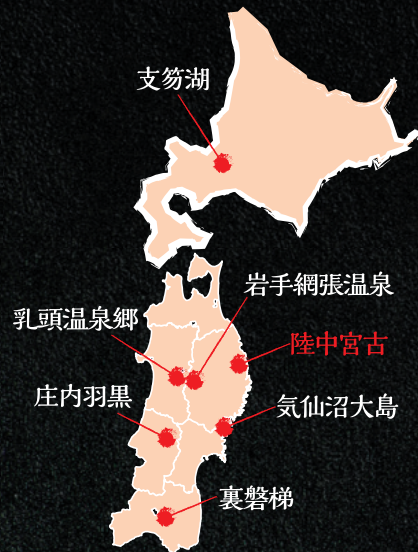 支笏湖
岩手網張温泉
乳頭温泉郷
陸中宮古
庄内羽黒
気仙沼大島
裏磐梯